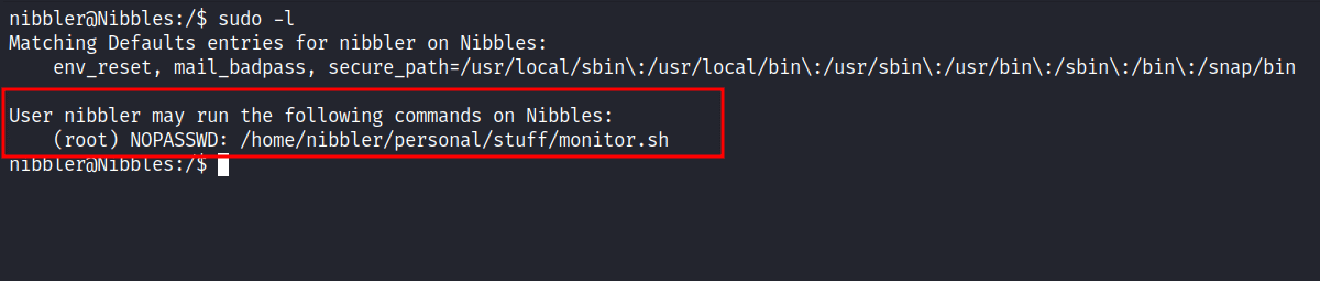 nibbler@Nibbles:/$ sudo -l
Matching Defaults entries for nibbler on Nibbles:
    env_reset, mail_badpass, secure_path=/usr/local/sbin\:/usr/local/bin\:/usr/sbin\:/usr/bin\:/sbin\:/bin\:/snap/bin

User nibbler may run the following commands on Nibbles:
    (root) NOPASSWD: /home/nibbler/personal/stuff/monitor.sh
nibbler@Nibbles:/$